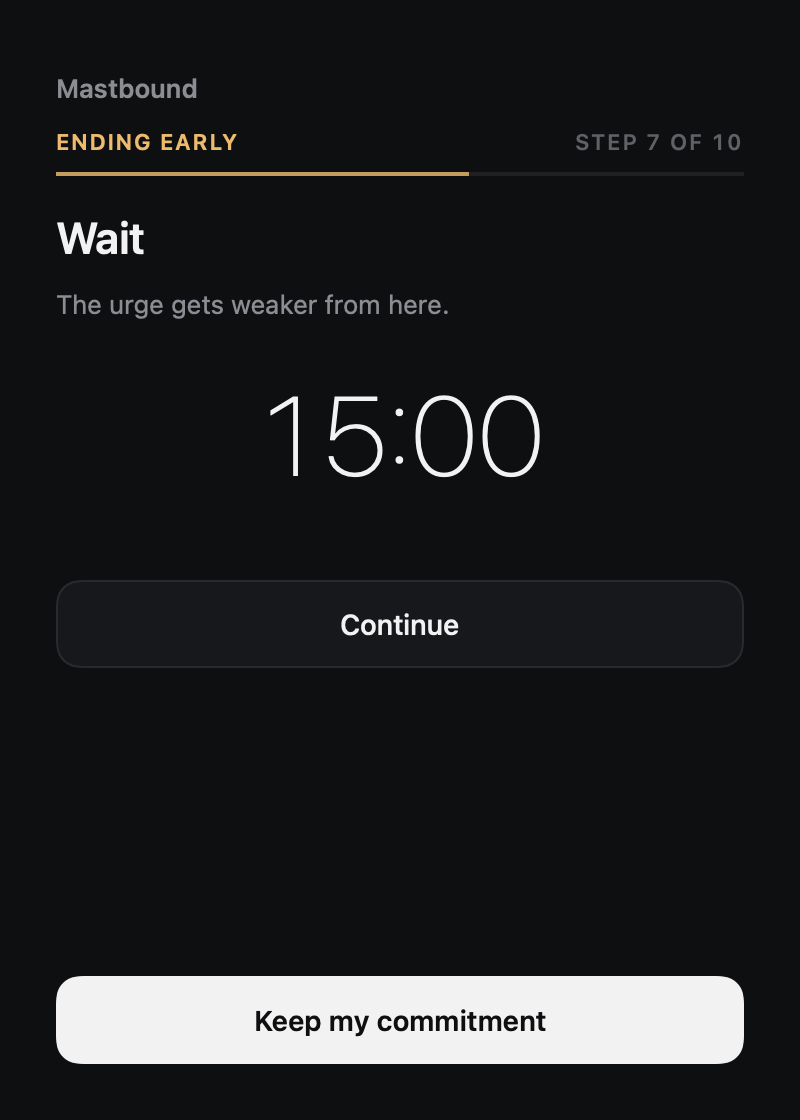 Mastbound
ENDING EARLY
STEP 7 OF 10
Wait
The urge gets weaker from here.
15:00
Continue
Keep my commitment